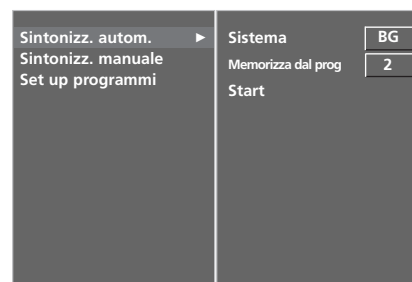 Sintonizz. autom. ►
Sintonizz. manuale
Set up programmi
Sistema BG
Memorizza dal prog 2
Start